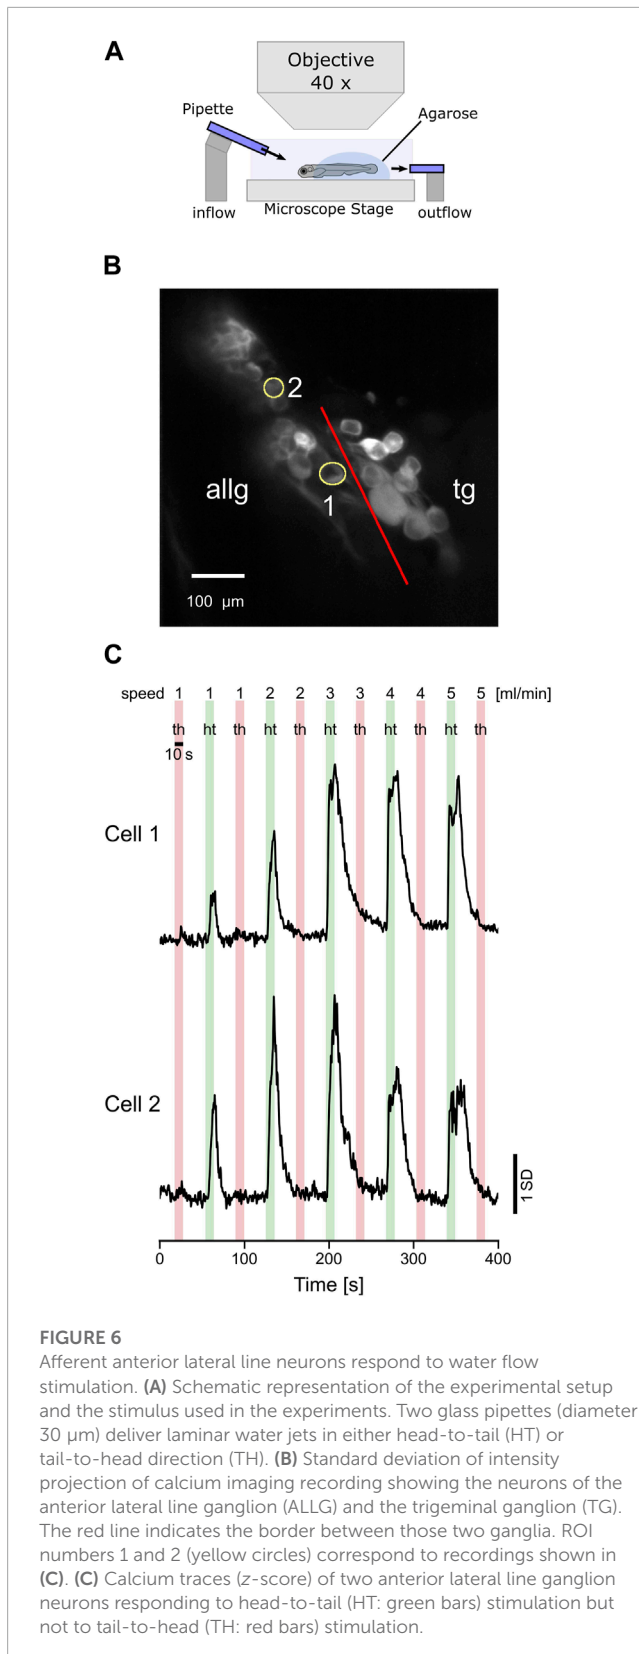 A
Objective
40 x
Pipette
Agarose
inflow
Microscope Stage
outflow
B
2
allg
1
tg
100 µm
C
speed 1 1 1 2 2 3 3 4 4 5 5 [ml/min]
th ht th ht th ht th ht th ht th
10 s
Cell 1
Cell 2
1 SD
0 100 200 300 400
Time [s]
FIGURE 6
Afferent anterior lateral line neurons respond to water flow
stimulation. (A) Schematic representation of the experimental setup
and the stimulus used in the experiments. Two glass pipettes (diameter
30 µm) deliver laminar water jets in either head-to-tail (HT) or
tail-to-head direction (TH). (B) Standard deviation of intensity
projection of calcium imaging recording showing the neurons of the
anterior lateral line ganglion (ALLG) and the trigeminal ganglion (TG).
The red line indicates the border between those two ganglia. ROI
numbers 1 and 2 (yellow circles) correspond to recordings shown in
(C). (C) Calcium traces (z-score) of two anterior lateral line ganglion
neurons responding to head-to-tail (HT: green bars) stimulation but
not to tail-to-head (TH: red bars) stimulation.